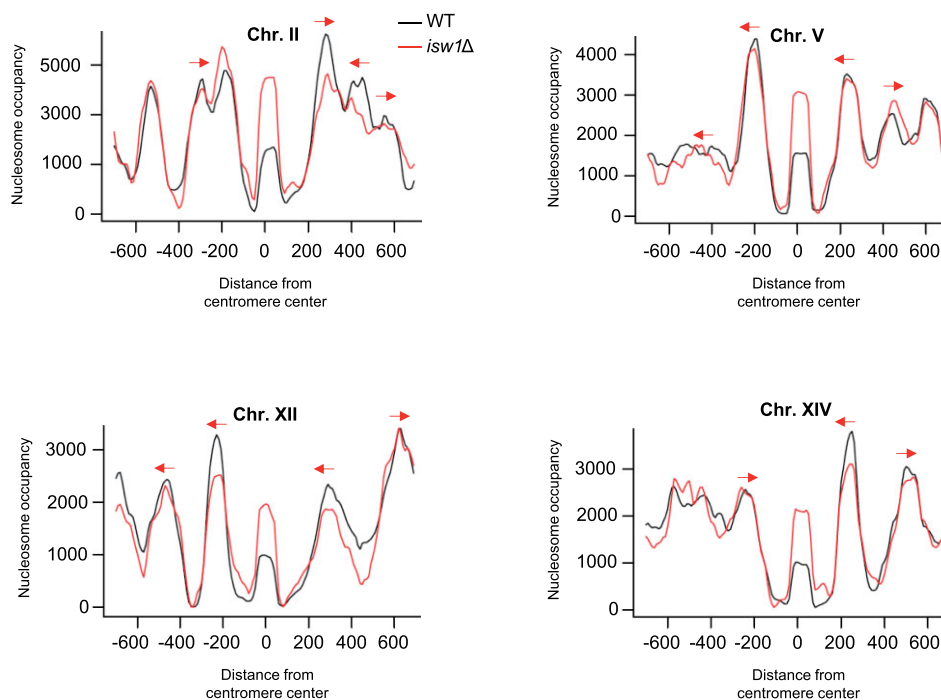 Chr. II
WT
isw1Δ
Nucleosome occupancy
5000
3000
1000
0
-600 -400 -200 0 200 400 600
Distance from
centromere center
Chr. V
Nucleosome occupancy
4000
3000
2000
1000
0
-600 -400 -200 0 200 400 600
Distance from
centromere center
Chr. XII
Nucleosome occupancy
3000
2000
1000
0
-600 -400 -200 0 200 400 600
Distance from
centromere center
Chr. XIV
Nucleosome occupancy
3000
2000
1000
0
-600 -400 -200 0 200 400 600
Distance from
centromere center